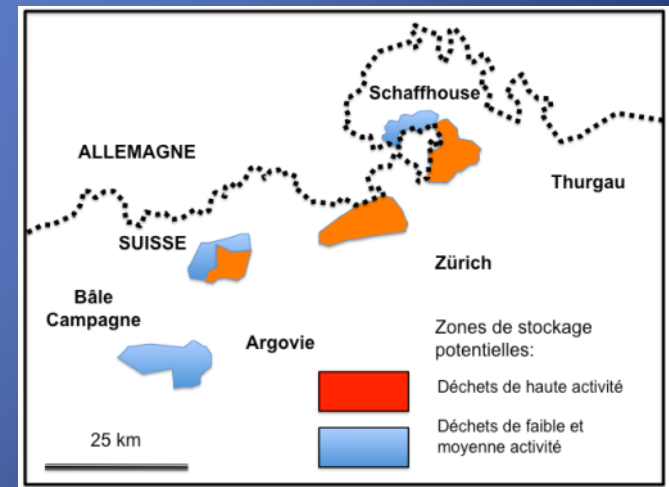 Schaffhouse
ALLEMAGNE
Thurgau
SUISSE
Zürich
Bâle
Campagne
Argovie
Zones de stockage
potentielles:
Déchets de haute activité
Déchets de faible et
moyenne activité
25 km